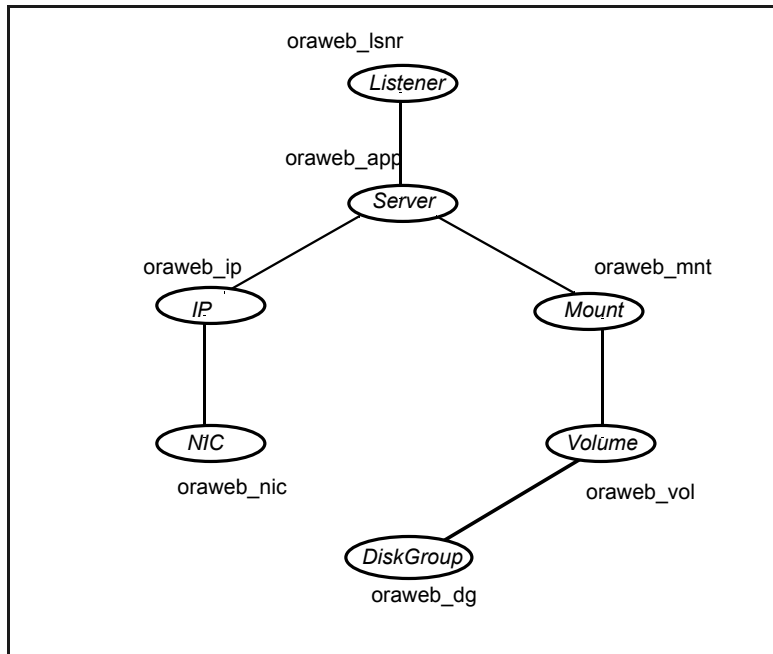 oraweb_lsnr
Listener
oraweb_app
Server
oraweb_ip
oraweb_mnt
IP
Mount
NIC
Volume
oraweb_nic
oraweb_vol
DiskGroup
oraweb_dg